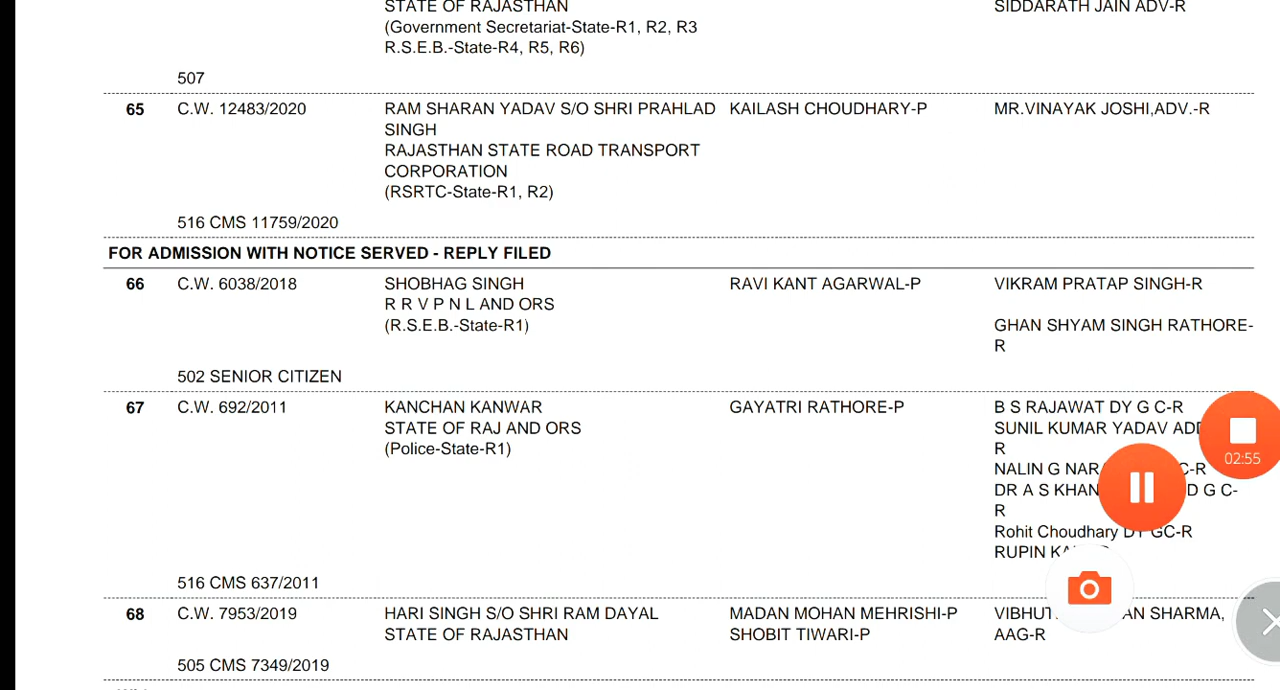 STATE OF RAJASTHAN SIDDARATH JAIN ADV-R
(Government Secretariat-State-R1, R2, R3
R.S.E.B.-State-R4, R5, R6)
507
65 C.W. 12483/2020 RAM SHARAN YADAV S/O SHRI PRAHLAD KAILASH CHOUDHARY-P MR.VINAYAK JOSHI,ADV.-R
SINGH
RAJASTHAN STATE ROAD TRANSPORT
CORPORATION
(RSRTC-State-R1, R2)
516 CMS 11759/2020
FOR ADMISSION WITH NOTICE SERVED - REPLY FILED
66 C.W. 6038/2018 SHOBHAG SINGH RAVI KANT AGARWAL-P VIKRAM PRATAP SINGH-R
R R V P N L AND ORS
(R.S.E.B.-State-R1) GHAN SHYAM SINGH RATHORE-
R
502 SENIOR CITIZEN
67 C.W. 692/2011 KANCHAN KANWAR GAYATRI RATHORE-P B S RAJAWAT DY G C-R
STATE OF RAJ AND ORS SUNIL KUMAR YADAV
(Police-State-R1) R
NALIN G C-R
02:55
DR A S KHAN D G C-
R
Rohit Choudhary DY GC-R
RUPIN
516 CMS 637/2011
68 C.W. 7953/2019 HARI SINGH S/O SHRI RAM DAYAL MADAN MOHAN MEHRISHI-P SHARMA,
STATE OF RAJASTHAN SHOBIT TIWARI-P AAG-R
505 CMS 7349/2019